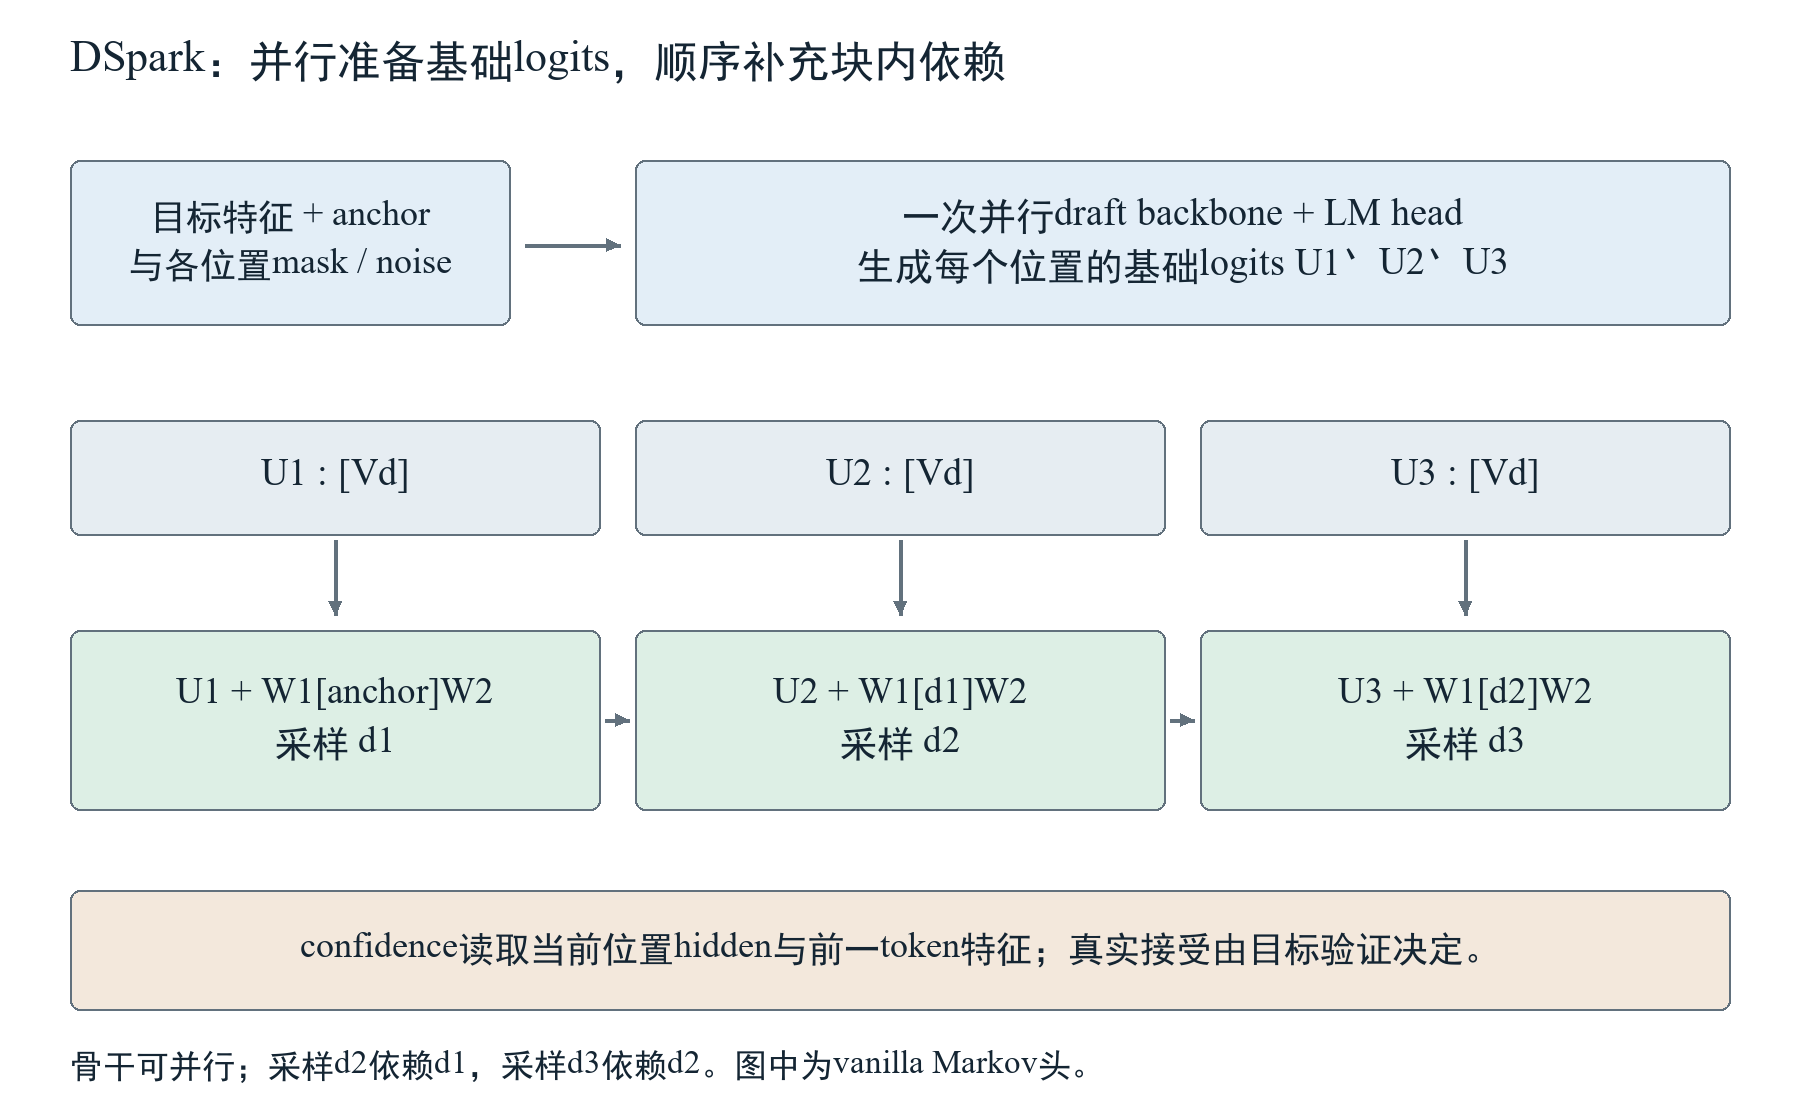 DSpark：并行准备基础logits，顺序补充块内依赖
目标特征 + anchor
与各位置mask / noise
一次并行draft backbone + LM head
生成每个位置的基础logits U1、U2、U3
U1 : [Vd]
U2 : [Vd]
U3 : [Vd]
U1 + W1[anchor]W2
采样 d1
U2 + W1[d1]W2
采样 d2
U3 + W1[d2]W2
采样 d3
confidence读取当前位置hidden与前一token特征；真实接受由目标验证决定。
骨干可并行；采样d2依赖d1，采样d3依赖d2。图中为vanilla Markov头。